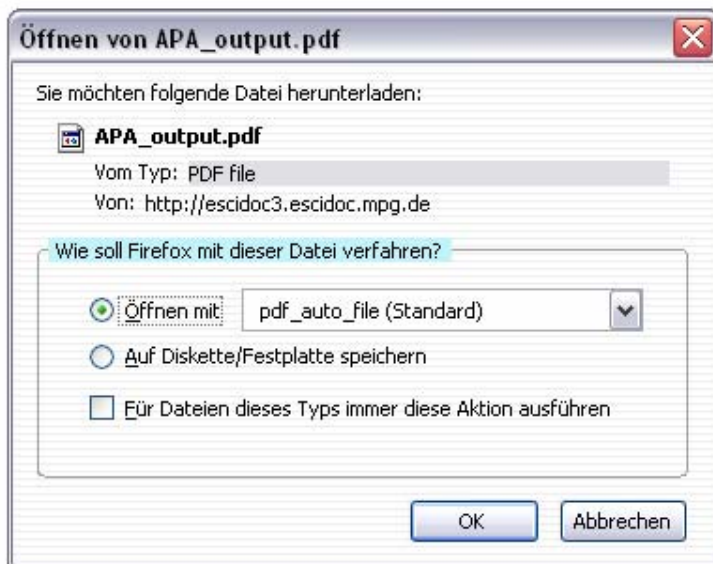 Öffnen von APA_output.pdf
Sie möchten folgende Datei herunterladen:
APA_output.pdf
Vom Typ: PDF file
Von: http://escidoc3.escidoc.mpg.de
Wie soll Firefox mit dieser Datei verfahren?
Öffnen mit pdf_auto_file (Standard)
Auf Diskette/Festplatte speichern
Für Dateien dieses Typs immer diese Aktion ausführen
OK Abbrechen